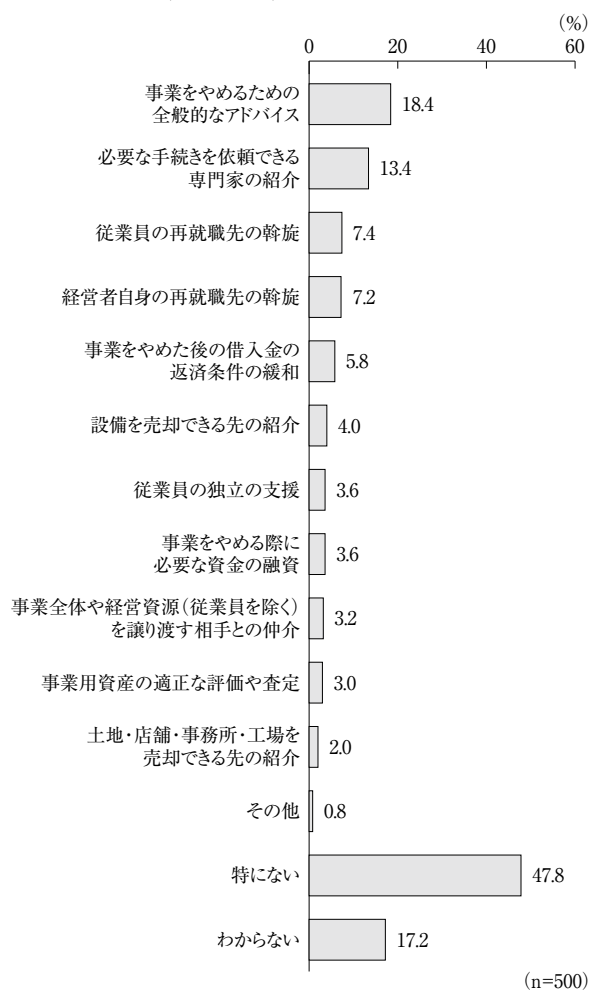 (%)
0 20 40 60
事業をやめるための
全般的なアドバイス
18.4
必要な手続きを依頼できる
専門家の紹介
13.4
従業員の再就職先の斡旋
7.4
経営者自身の再就職先の斡旋
7.2
事業をやめた後の借入金の
返済条件の緩和
5.8
設備を売却できる先の紹介
4.0
従業員の独立の支援
3.6
事業をやめる際に
必要な資金の融資
3.6
事業全体や経営資源（従業員を除く）
を譲り渡す相手との仲介
3.2
事業用資産の適正な評価や査定
3.0
土地・店舗・事務所・工場を
売却できる先の紹介
2.0
その他
0.8
特にない
47.8
わからない
17.2
(n=500)